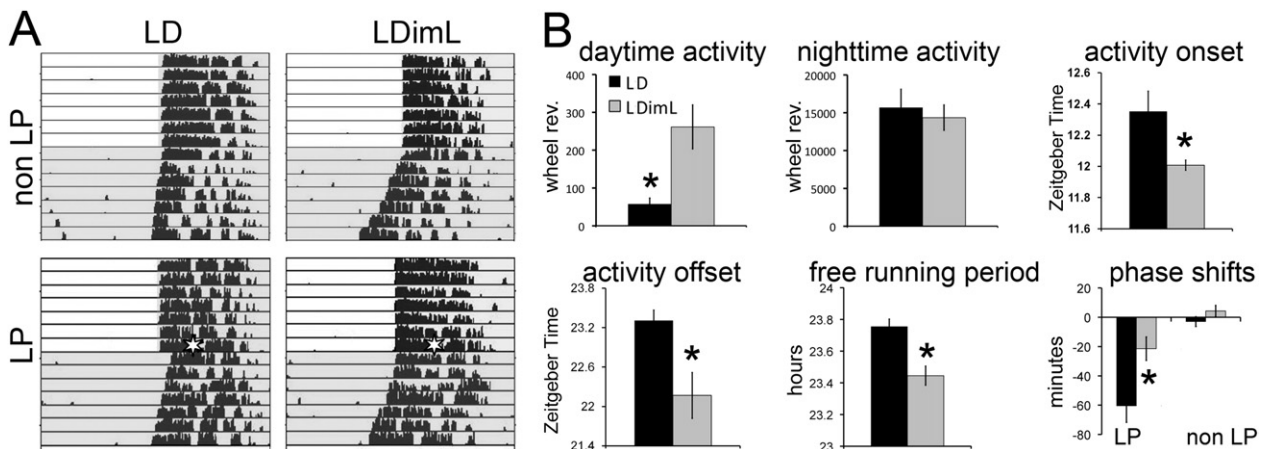 A
LD
LDimL
non LP
LP
B
daytime activity
wheel rev.
400
300
200
100
0
LD
LDimL
*
nighttime activity
wheel rev.
20000
15000
10000
5000
0
activity onset
Zeitgeber Time
12.6
12.4
12.2
12
11.8
11.6
*
activity offset
Zeitgeber Time
23.8
23.2
22.6
22
21.4
*
free running period
hours
24
23.8
23.6
23.4
23.2
23
*
phase shifts
minutes
20
0
-20
-40
-60
-80
*
LP
non LP